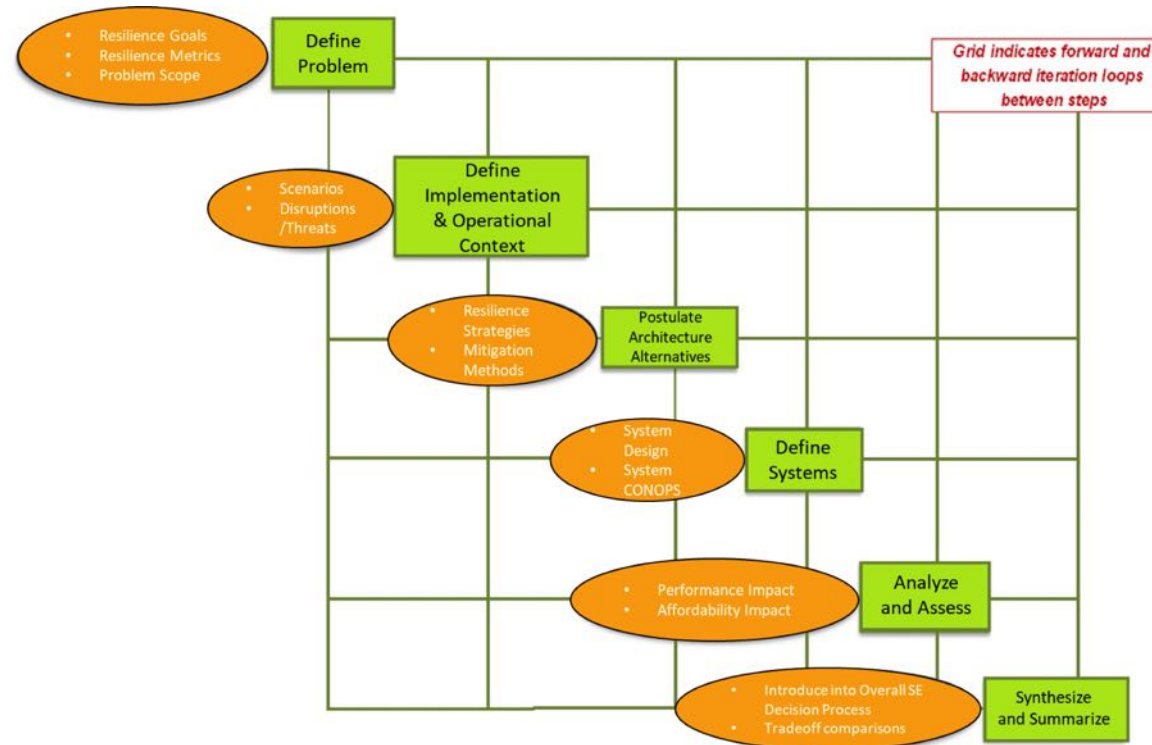 • Resilience Goals
• Resilience Metrics
• Problem Scope
Define
Problem
Grid indicates forward and
backward iteration loops
between steps
• Scenarios
• Disruptions
/Threats
Define
Implementation
& Operational
Context
• Resilience
Strategies
• Mitigation
Methods
Postulate
Architecture
Alternatives
• System
Design
• System
CONOPS
Define
Systems
• Performance Impact
• Affordability Impact
Analyze
and Assess
• Introduce into Overall SE
Decision Process
• Tradeoff comparisons
Synthesize
and Summarize